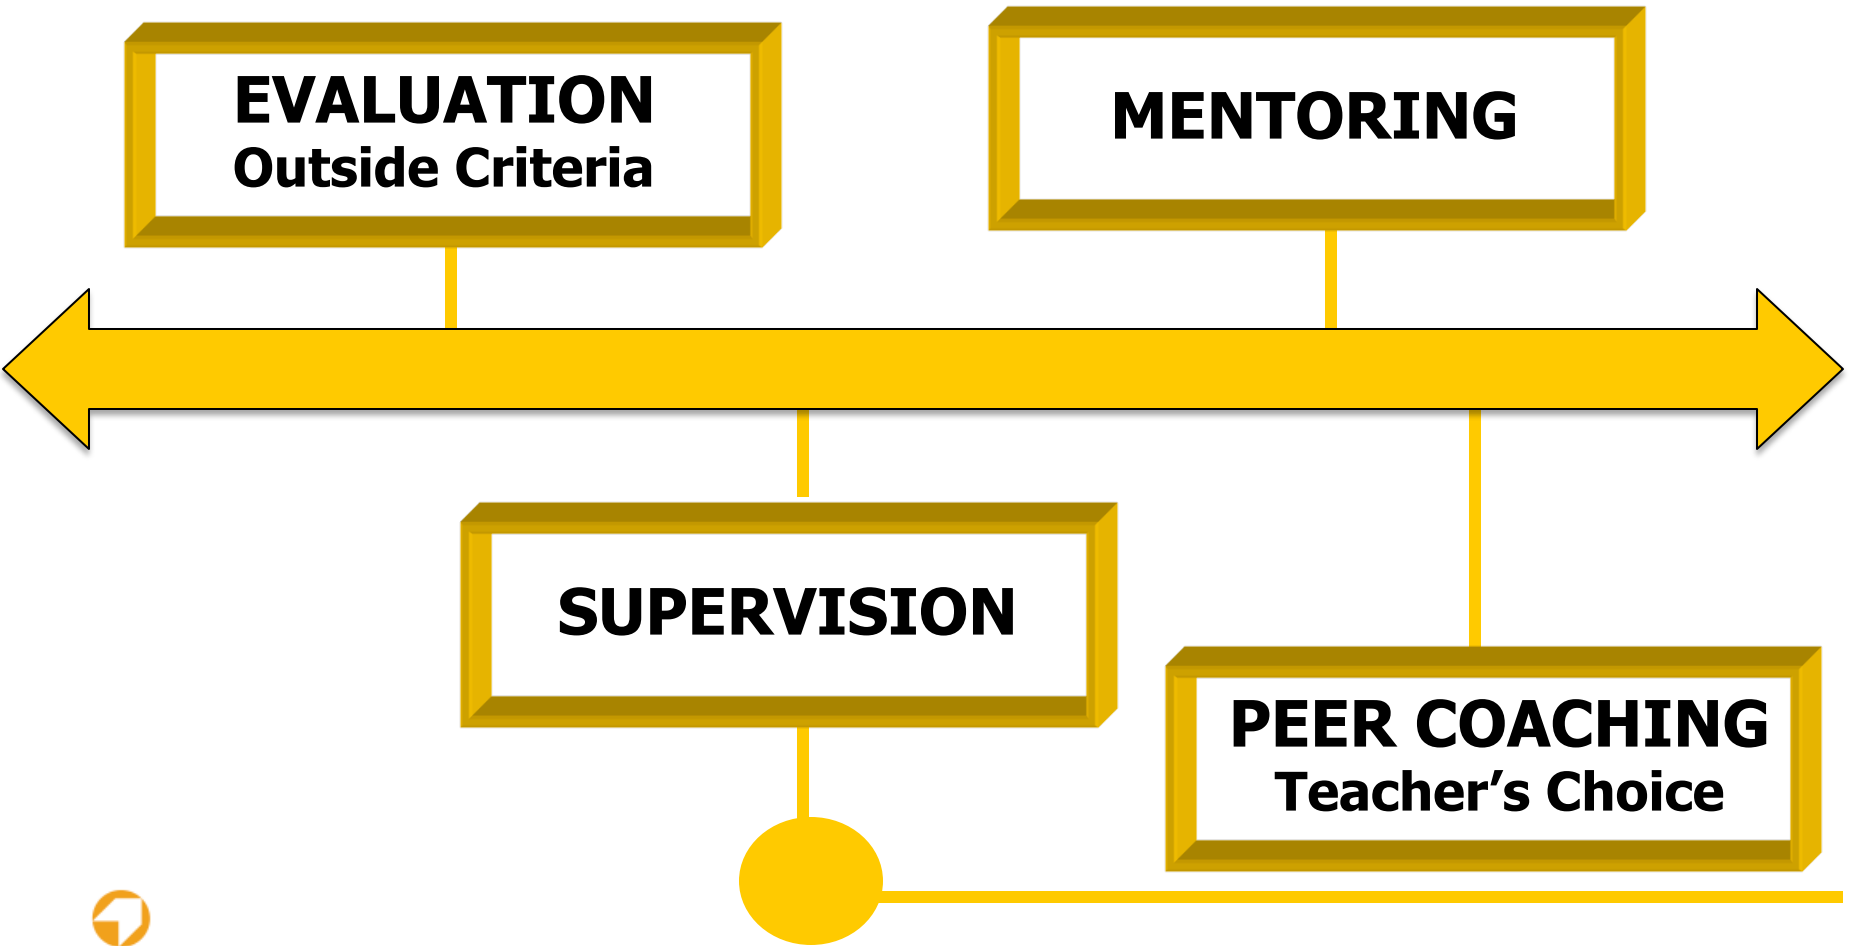 EVALUATION
Outside Criteria
MENTORING
SUPERVISION
PEER COACHING
Teacher’s Choice